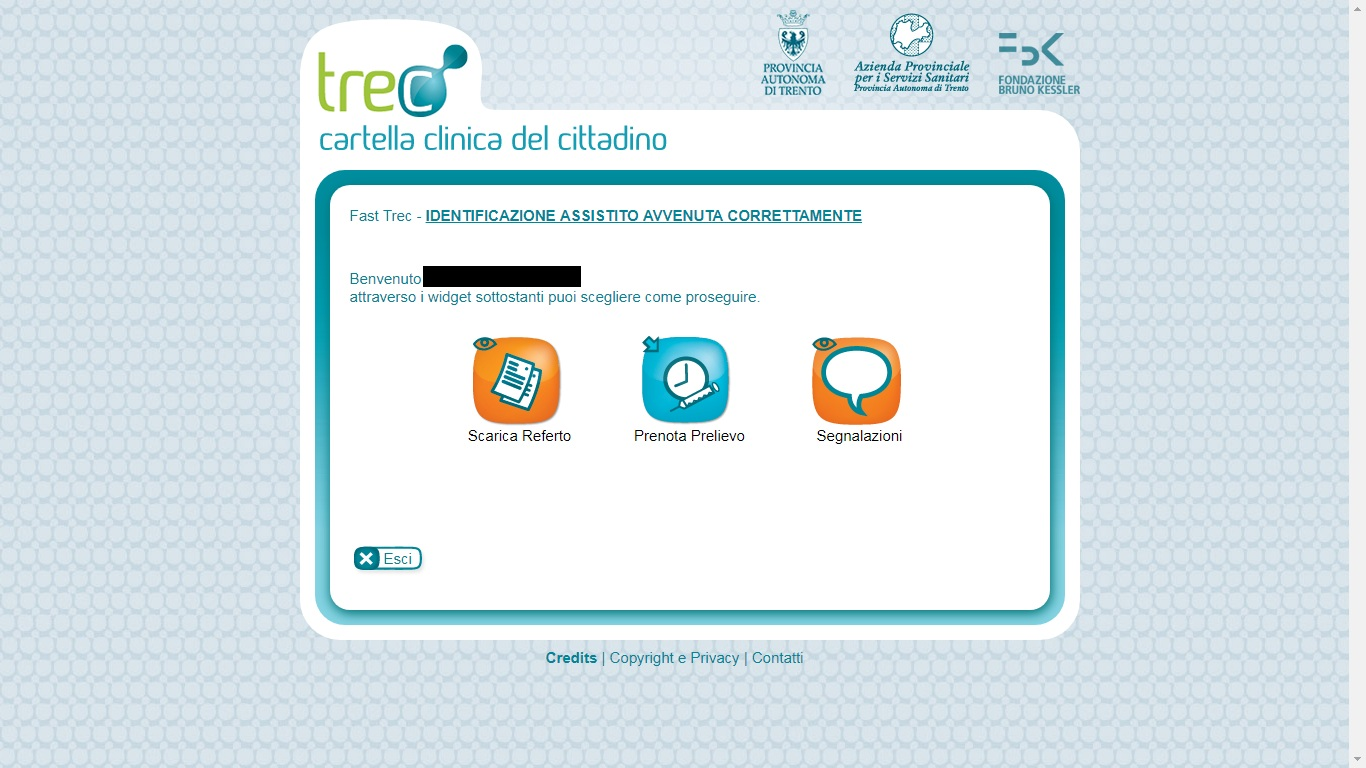 trec
cartella clinica del cittadino
PROVINCIA
AUTONOMA
DI TRENTO
Azienda Provinciale
per i Servizi Sanitari
Provincia Autonoma di Trento
FBK
FONDAZIONE
BRUNO KESSLER
Fast Trec - IDENTIFICAZIONE ASSISTITO AVVENUTA CORRETTAMENTE
Benvenuto
attraverso i widget sottostanti puoi scegliere come proseguire.
Scarica Referto
Prenota Prelievo
Segnalazioni
Esci
Credits | Copyright e Privacy | Contatti